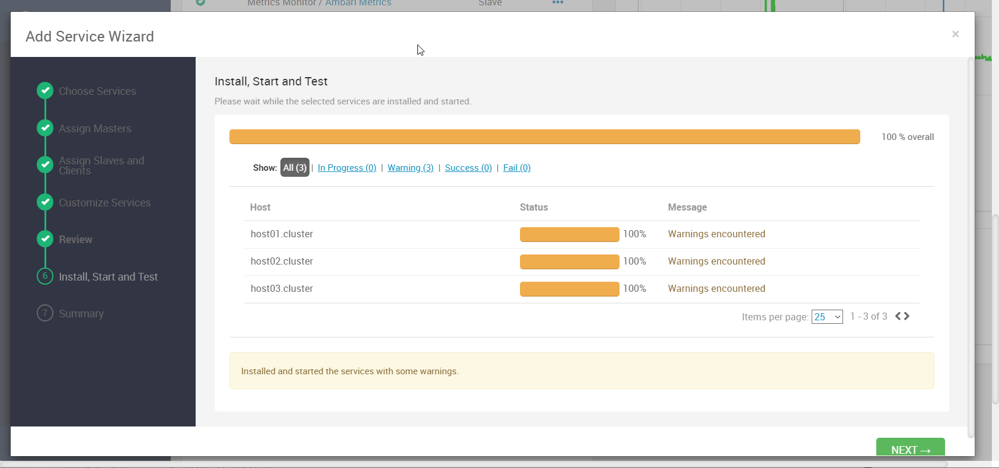 Metrics Monitor / Ambari Metrics Slave
Add Service Wizard ×
Choose Services
Assign Masters
Assign Slaves and
Clients
Customize Services
Review
6 Install, Start and Test
7 Summary
Install, Start and Test
Please wait while the selected services are installed and started.
100 % overall
Show: All (3) | In Progress (0) | Warning (3) | Success (0) | Fail (0)
Host Status Message
host01.cluster 100% Warnings encountered
host02.cluster 100% Warnings encountered
host03.cluster 100% Warnings encountered
Items per page: 25 1 - 3 of 3
Installed and started the services with some warnings.
NEXT →